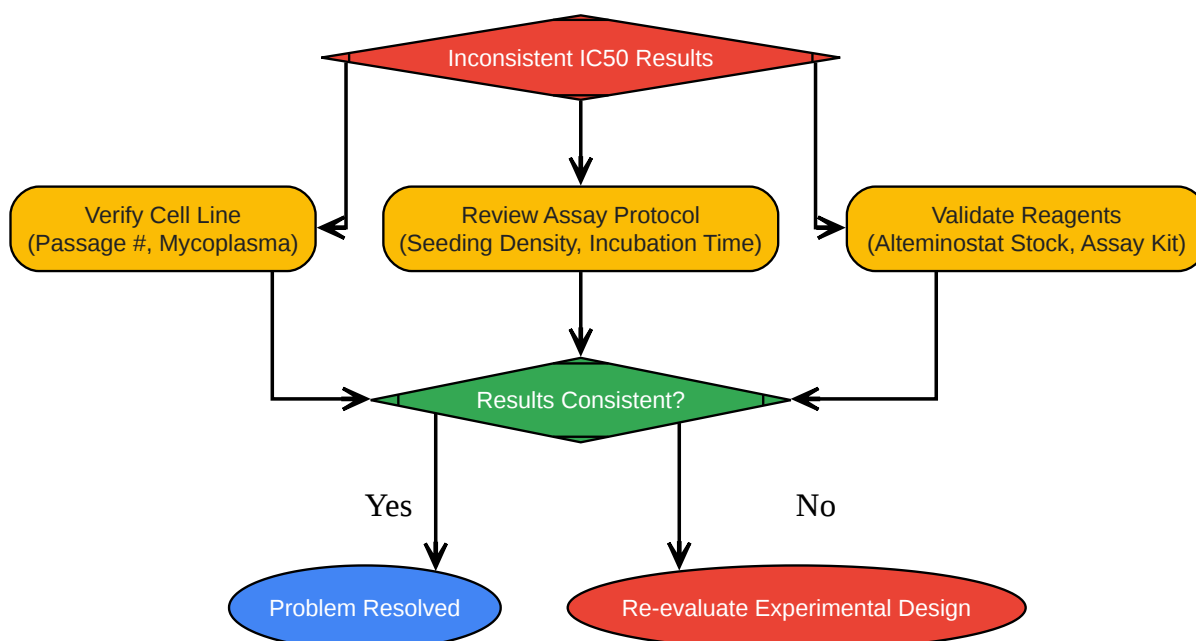 Inconsistent IC50 Results
Verify Cell Line
(Passage #, Mycoplasma)
Review Assay Protocol
(Seeding Density, Incubation Time)
Validate Reagents
(Alteminostat Stock, Assay Kit)
Results Consistent?
Yes
No
Problem Resolved
Re-evaluate Experimental Design